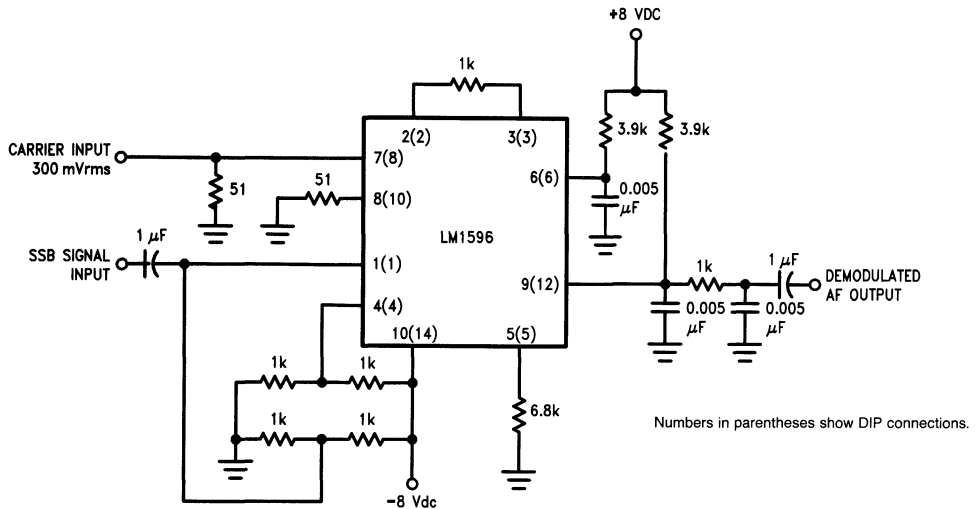 +8 VDC
1k
3.9k
3.9k
2(2)
3(3)
CARRIER INPUT
300 mVrms
7(8)
6(6)
51
51
8(10)
0.005
μF
LM1596
1 μF
SSB SIGNAL
INPUT
1(1)
9(12)
1k
1 μF
DEMODULATED
AF OUTPUT
4(4)
0.005
μF
0.005
μF
10(14)
5(5)
1k
1k
6.8k
1k
1k
Numbers in parentheses show DIP connections.
-8 Vdc